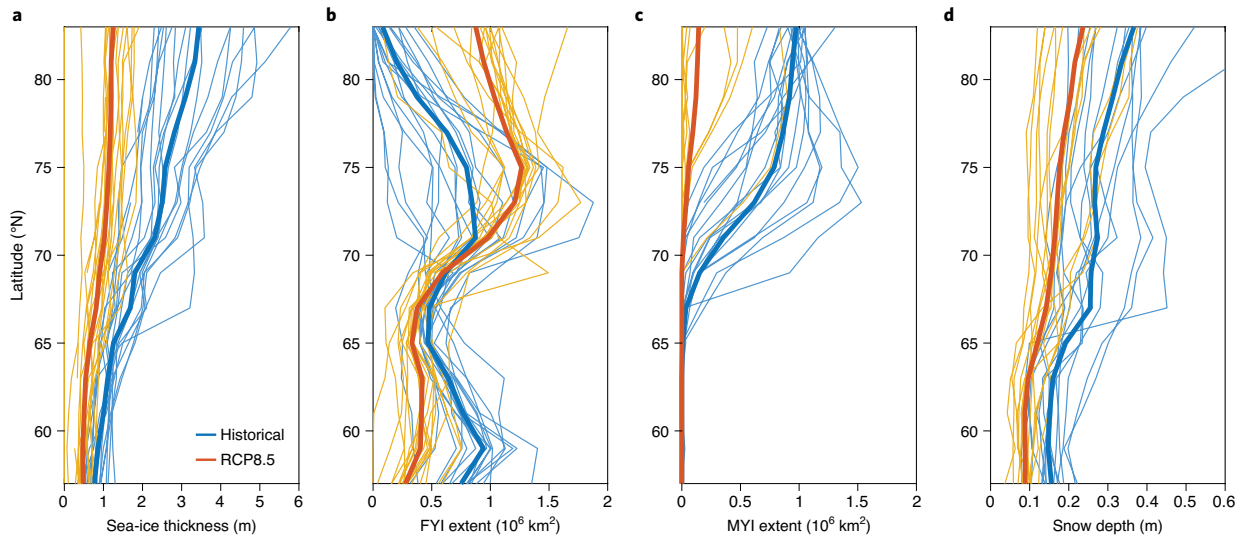 a
b
c
d
Latitude (°N)
80
75
70
65
60
Historical
RCP8.5
0 1 2 3 4 5 6
Sea-ice thickness (m)
0 0.5 1 1.5 2
FYI extent (10⁶ km²)
80
75
70
65
60
0 0.5 1 1.5 2
MYI extent (10⁶ km²)
80
75
70
65
60
0 0.1 0.2 0.3 0.4 0.5 0.6
Snow depth (m)
80
75
70
65
60